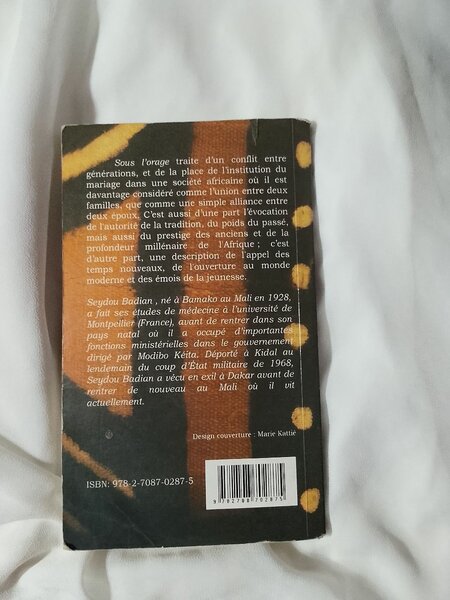 Sous l'orage traite d'un conflit entre
générations, et de la place de l'institution du
mariage dans une société africaine où il est
davantage considéré comme l'union entre deux
familles, que comme une simple alliance entre
deux époux. C'est aussi d'une part l'évocation
de l'autorité de la tradition, du poids du passé,
mais aussi du prestige des anciens et de la
profondeur millénaire de l'Afrique ; c'est
d'autre part, une description de l'appel des
temps nouveaux, de l'ouverture au monde
moderne et des émois de la jeunesse.
Seydou Badian , né à Bamako au Mali en 1928,
a fait ses études de médecine à l'université de
Montpellier (France), avant de rentrer dans son
pays natal où il a occupé d'importantes
fonctions ministérielles dans le gouvernement
dirigé par Modibo Kéita. Déporté à Kidal au
lendemain du coup d'État militaire de 1968,
Seydou Badian a vécu en exil à Dakar avant de
rentrer de nouveau au Mali où il vit
actuellement.
Design couverture : Marie Kattié
ISBN: 978-2-7087-0287-5
9 782708 702875